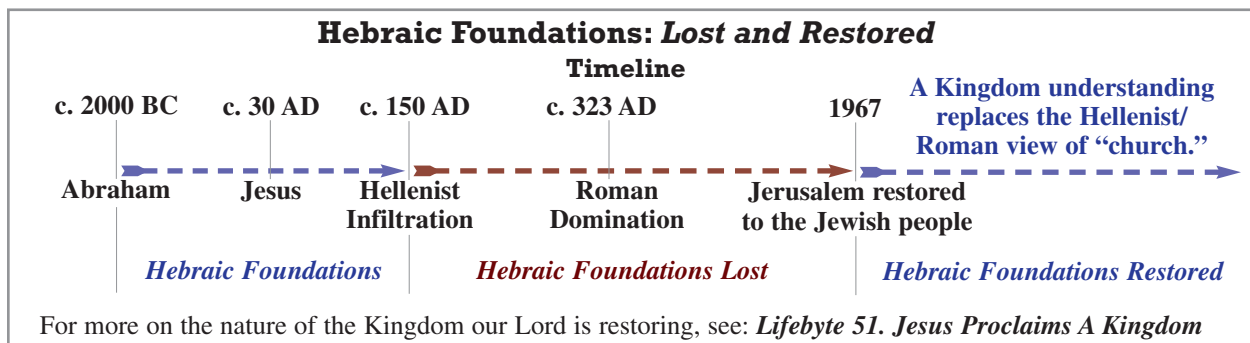 Hebraic Foundations: Lost and Restored
Timeline
c. 2000 BC c. 30 AD c. 150 AD c. 323 AD 1967
A Kingdom understanding
replaces the Hellenist/
Roman view of “church.”
Abraham Jesus Hellenist
Infiltration
Roman
Domination
Jerusalem restored
to the Jewish people
Hebraic Foundations Hebraic Foundations Lost Hebraic Foundations Restored
For more on the nature of the Kingdom our Lord is restoring, see: Lifebyte 51. Jesus Proclaims A Kingdom